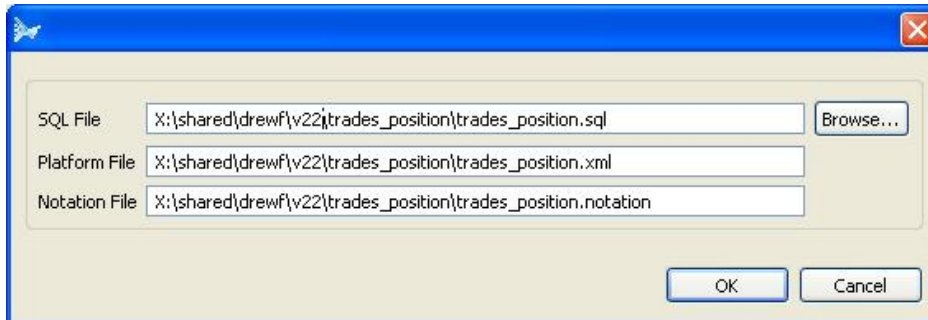 SQL File X:\shared\drewf\v22\trades_position\trades_position.sql Browse...
Platform File X:\shared\drewf\v22\trades_position\trades_position.xml
Notation File X:\shared\drewf\v22\trades_position\trades_position.notation
OK Cancel